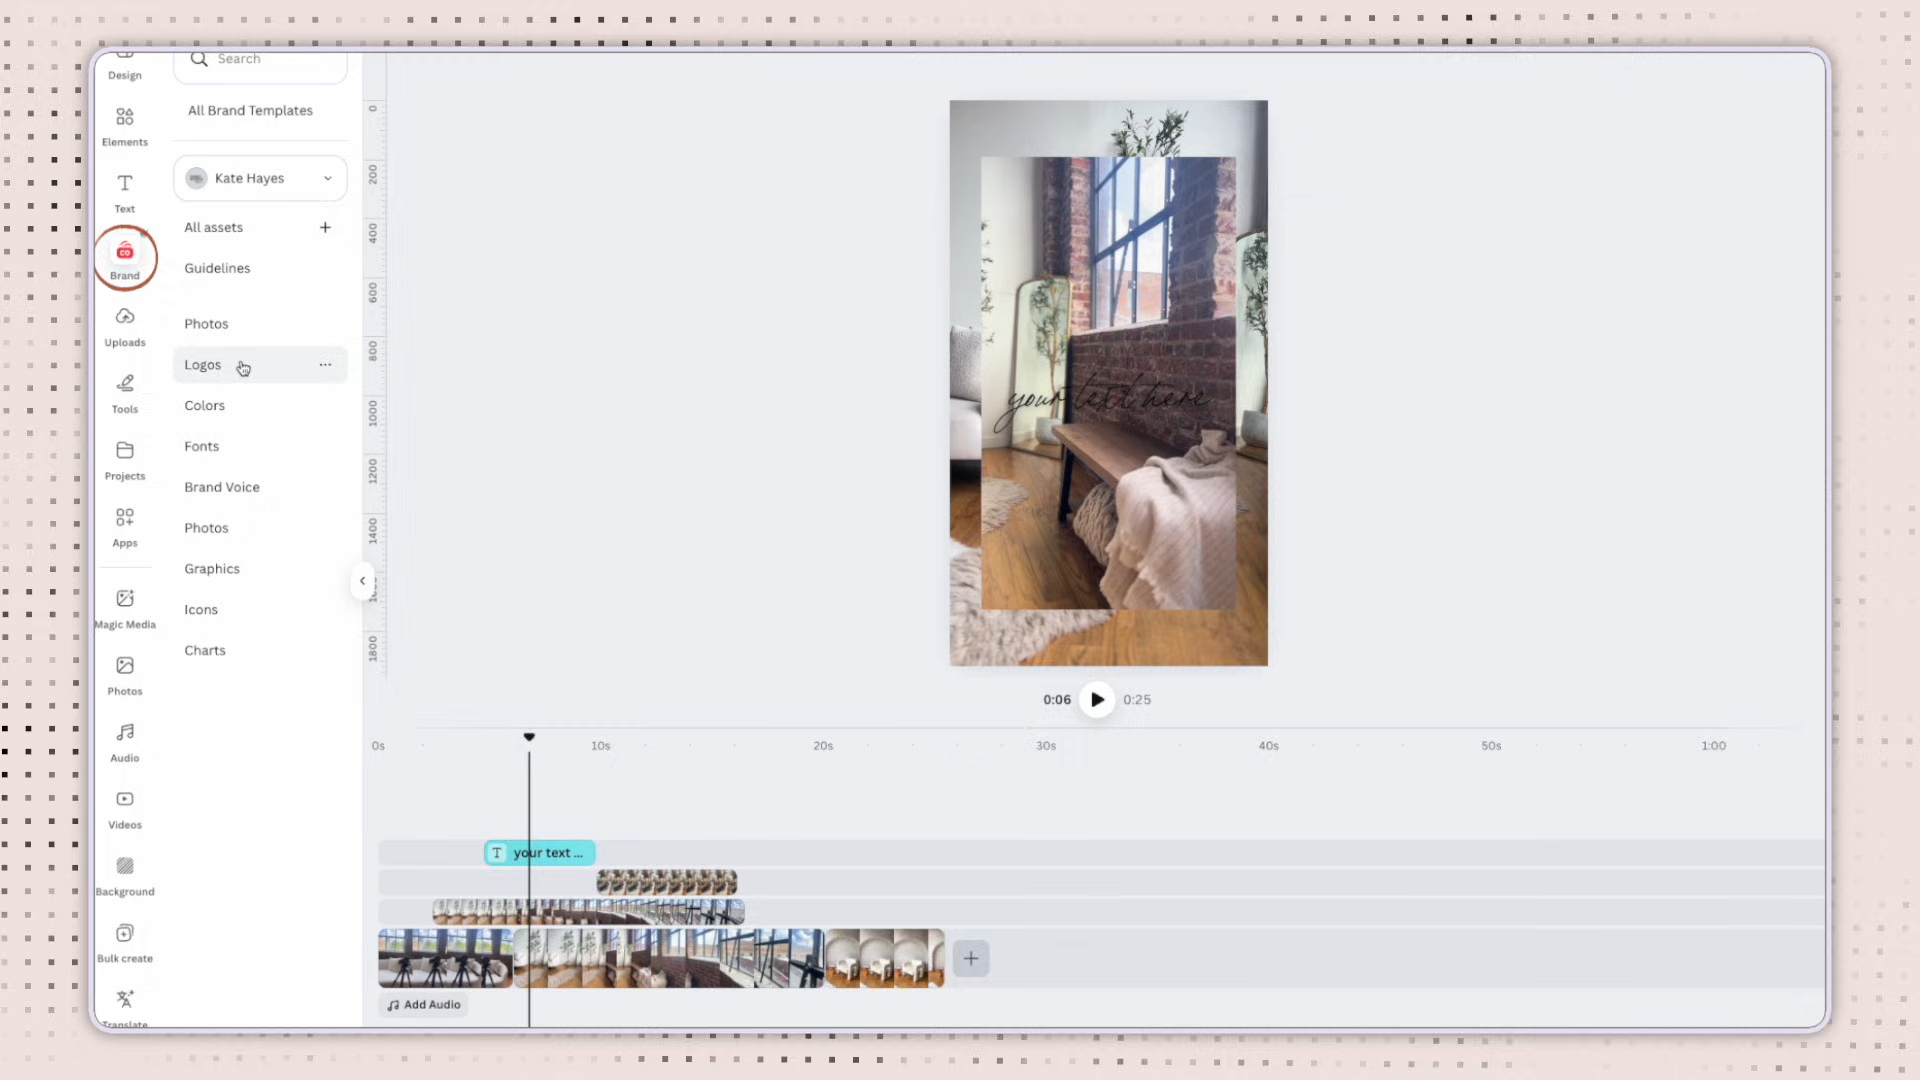 Design
Search
All Brand Templates
Elements
Kate Hayes
Text
All assets
Brand
Guidelines
Uploads
Photos
Logos
Tools
Colors
Fonts
Projects
Brand Voice
Photos
Apps
Graphics
Icons
Magic Media
Charts
Photos
Audio
Videos
Background
Bulk create
Translate
0
200
400
600
800
1000
1200
1400
1800
your text here
0:06
0:25
0s
10s
20s
30s
40s
50s
1:00
T your text ...
Add Audio